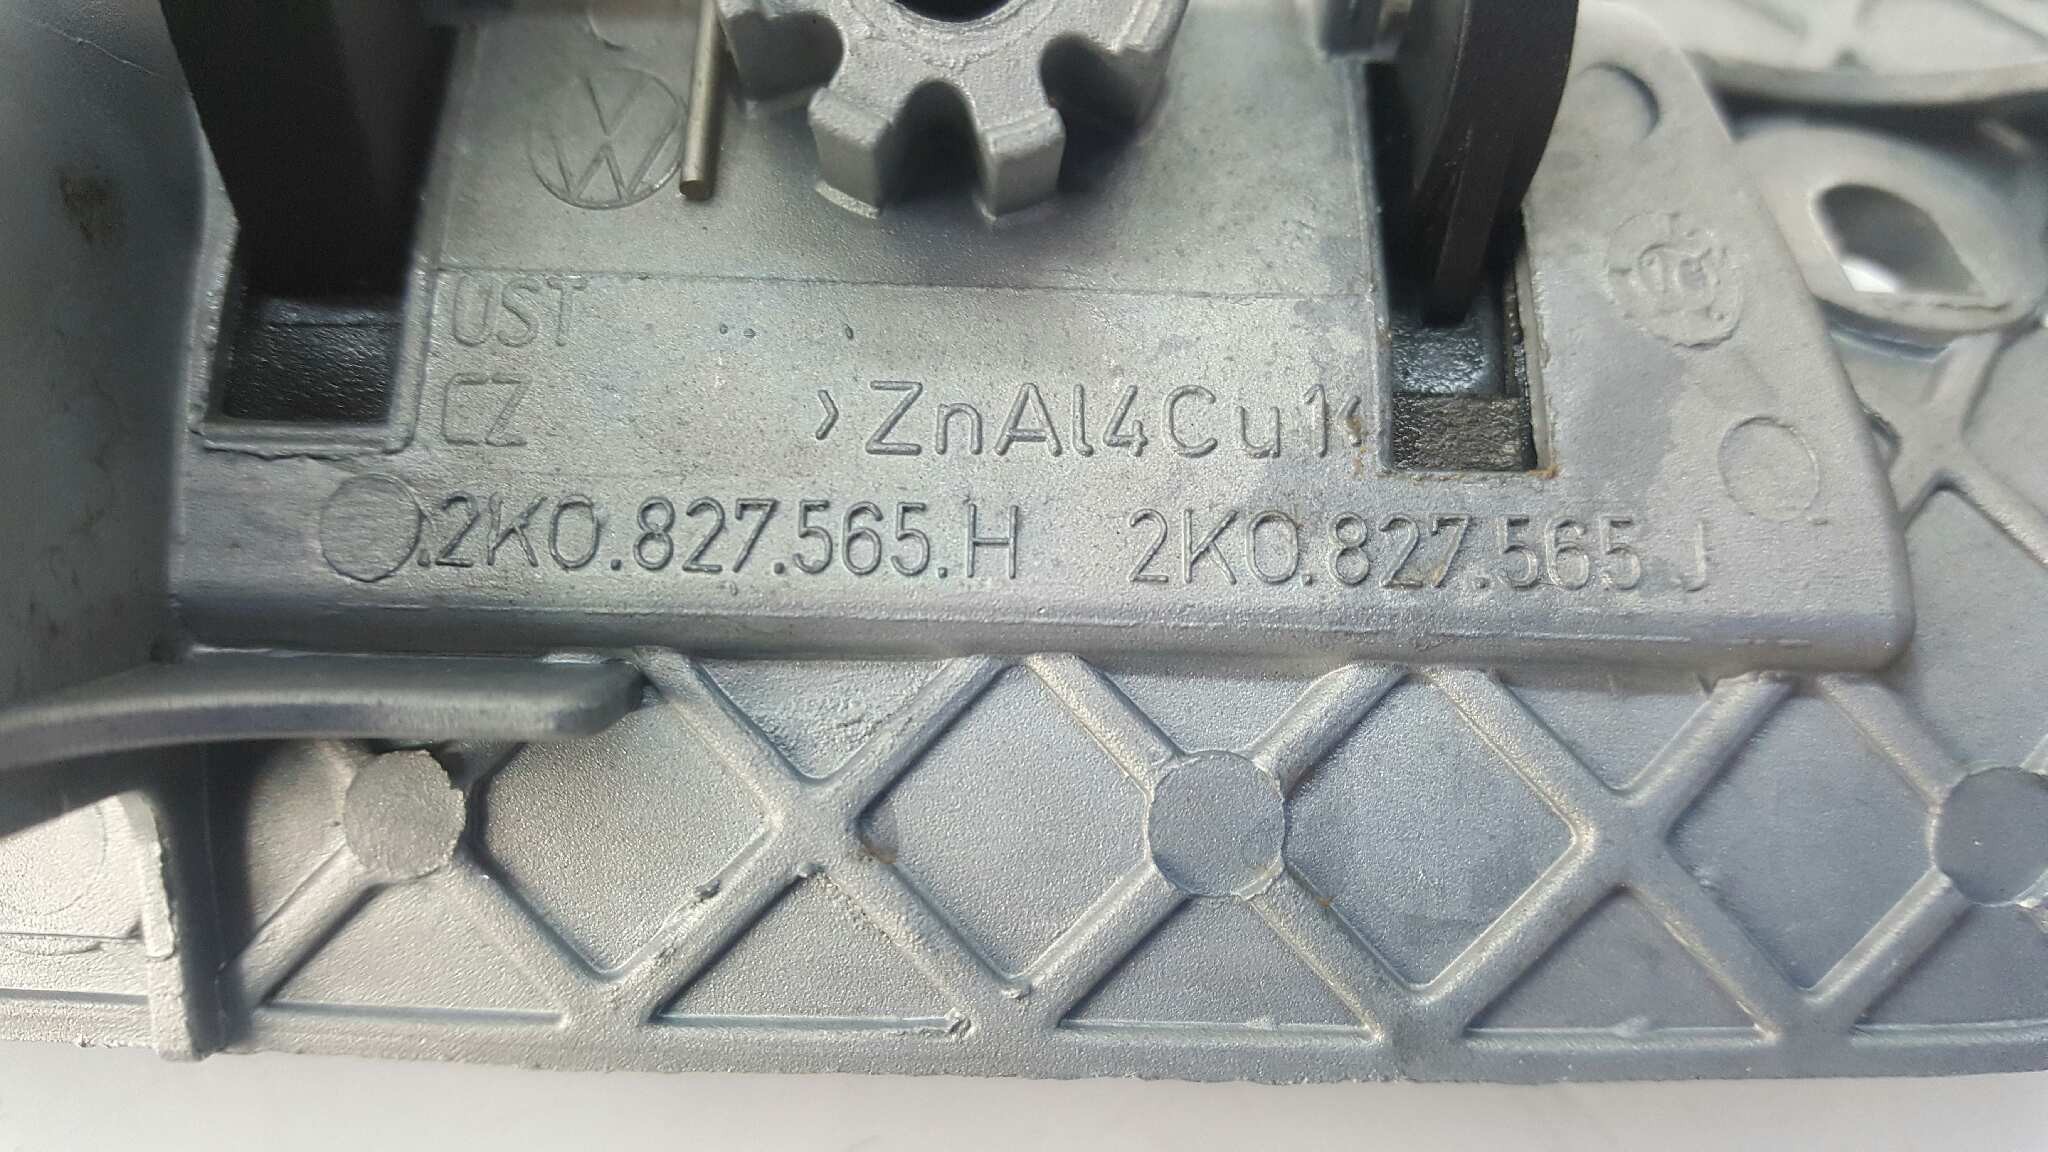 UST
CZ
>ZnAl4Cu1<
.2K0.827.565.H 2K0.827.565 J